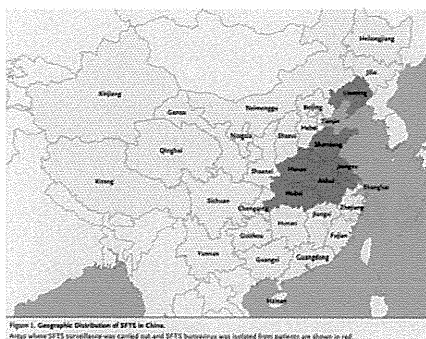 Heilongjiang
Jilin
Xinjiang
Liaoning
Gansu
Neimonggu
Beijing
Tianjin
Hebei
Ningxia
Shanxi
Shandong
Qinghai
Shaanxi
Henan
Jiangsu
Xizang
Anhui
Shanghai
Hubei
Sichuan
Chongqing
Zhejiang
Hunan
Jiangxi
Guizhou
Fujian
Yunnan
Guangxi
Guangdong
Hainan
Figure 1. Geographic Distribution of SFTS in China.
Areas where SFTS surveillance was carried out and SFTS bunyavirus was isolated from patients are shown in red.